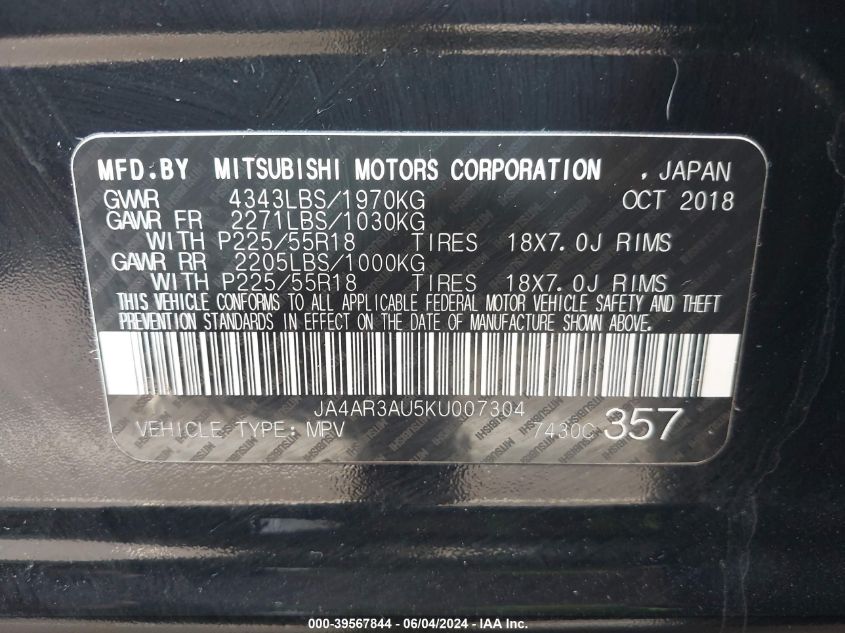 MFD.BY MITSUBISHI MOTORS CORPORATION . JAPAN
GVWR 4343LBS/1970KG OCT 2018
GAWR FR 2271LBS/1030KG
WITH P225/55R18 TIRES 18X7.0J RIMS
GAWR RR 2205LBS/1000KG
WITH P225/55R18 TIRES 18X7.0J RIMS
THIS VEHICLE CONFORMS TO ALL APPLICABLE FEDERAL MOTOR VEHICLE SAFETY AND THEFT
PREVENTION STANDARDS IN EFFECT ON THE DATE OF MANUFACTURE SHOWN ABOVE.
JA4AR3AU5KU007304
VEHICLE TYPE: MPV 7430C 357
000-39567844 - 06/04/2024 - IAA Inc.